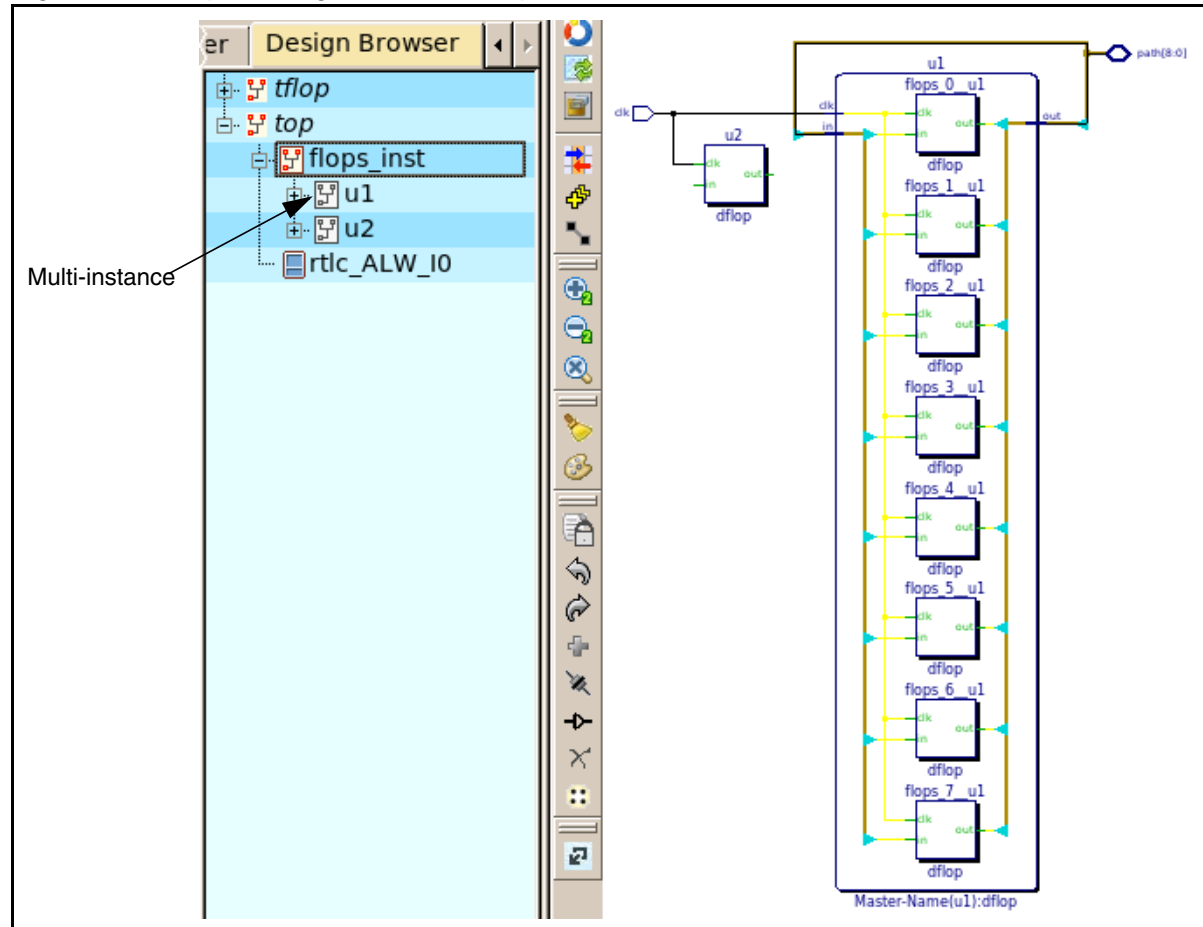 er
Design Browser
tflop
top
flops_inst
u1
u2
rtlc_ALW_I0
Multi-instance
2
2
path[8:0]
u1
flops_0__u1
clk
clk
clk
in
in
out
out
dflop
u2
clk
in
out
dflop
flops_1__u1
clk
in
out
dflop
flops_2__u1
clk
in
out
dflop
flops_3__u1
clk
in
out
dflop
flops_4__u1
clk
in
out
dflop
flops_5__u1
clk
in
out
dflop
flops_6__u1
clk
in
out
dflop
flops_7__u1
clk
in
out
dflop
Master-Name(u1):dflop